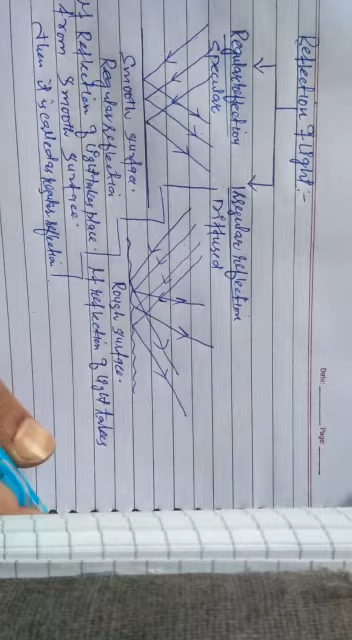 Date: ______ Page: ______
Reflection of light :-
Regular reflection
Specular
Irregular reflection
Diffused
Smooth surface.
Regular reflection
If Reflection of light takes place
from smooth surface.
then it is called as regular reflection.
Rough surface.
If reflection of light takes